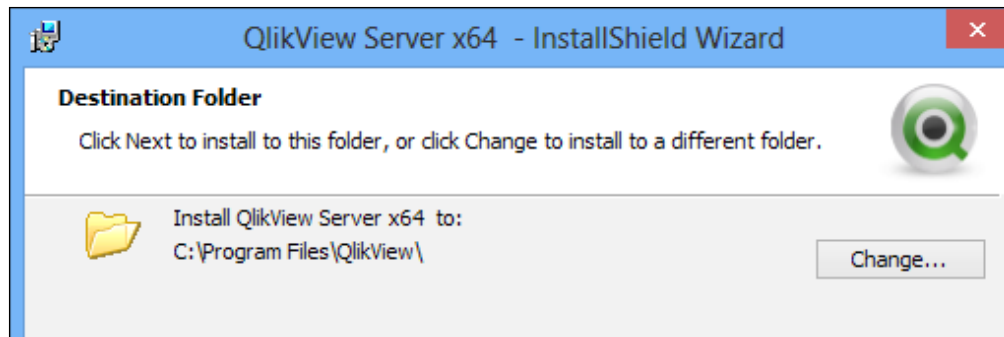 QlikView Server x64 - InstallShield Wizard
Destination Folder
Click Next to install to this folder, or click Change to install to a different folder.
Install QlikView Server x64 to:
C:\Program Files\QlikView\
Change...